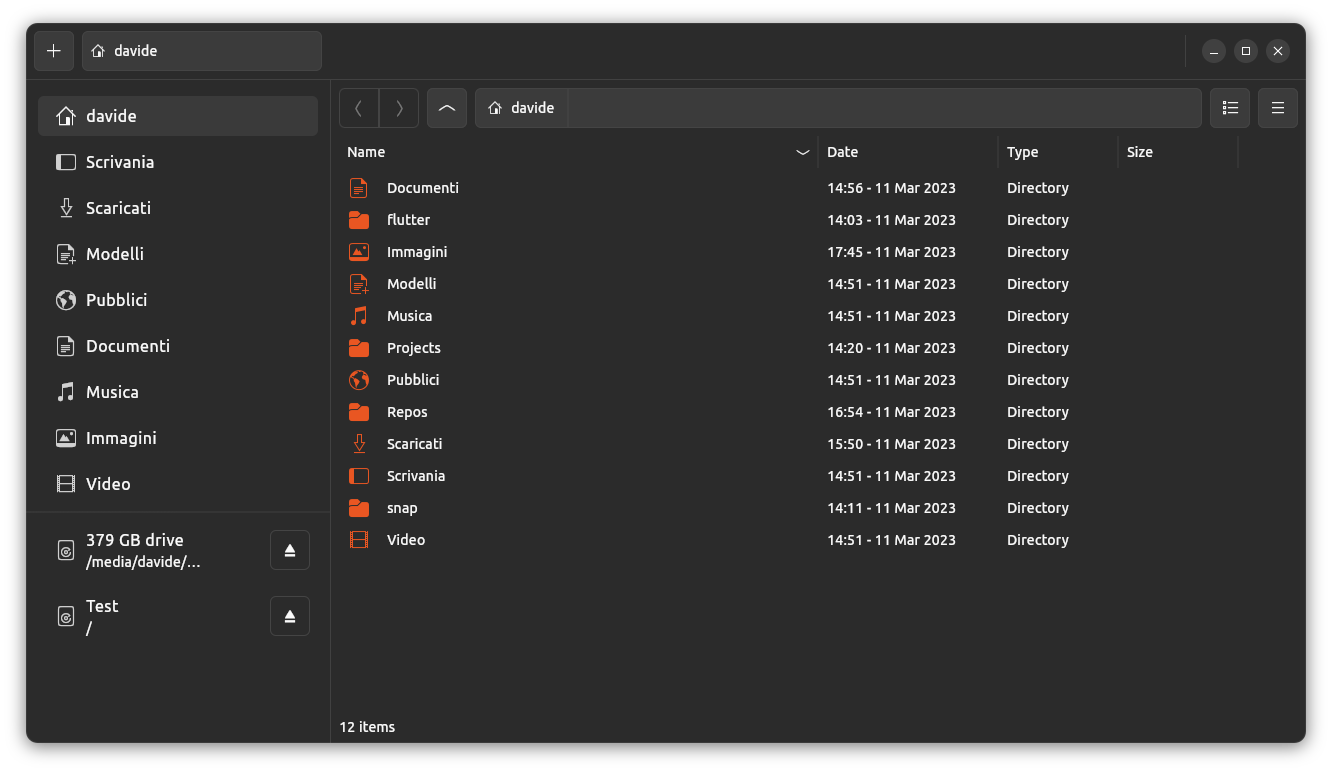 davide
davide
Scrivania
Scaricati
Modelli
Pubblici
Documenti
Musica
Immagini
Video
379 GB drive
/media/davide/...
Test
/
davide
Name Date Type Size
Documenti 14:56 - 11 Mar 2023 Directory
flutter 14:03 - 11 Mar 2023 Directory
Immagini 17:45 - 11 Mar 2023 Directory
Modelli 14:51 - 11 Mar 2023 Directory
Musica 14:51 - 11 Mar 2023 Directory
Projects 14:20 - 11 Mar 2023 Directory
Pubblici 14:51 - 11 Mar 2023 Directory
Repos 16:54 - 11 Mar 2023 Directory
Scaricati 15:50 - 11 Mar 2023 Directory
Scrivania 14:51 - 11 Mar 2023 Directory
snap 14:11 - 11 Mar 2023 Directory
Video 14:51 - 11 Mar 2023 Directory
12 items